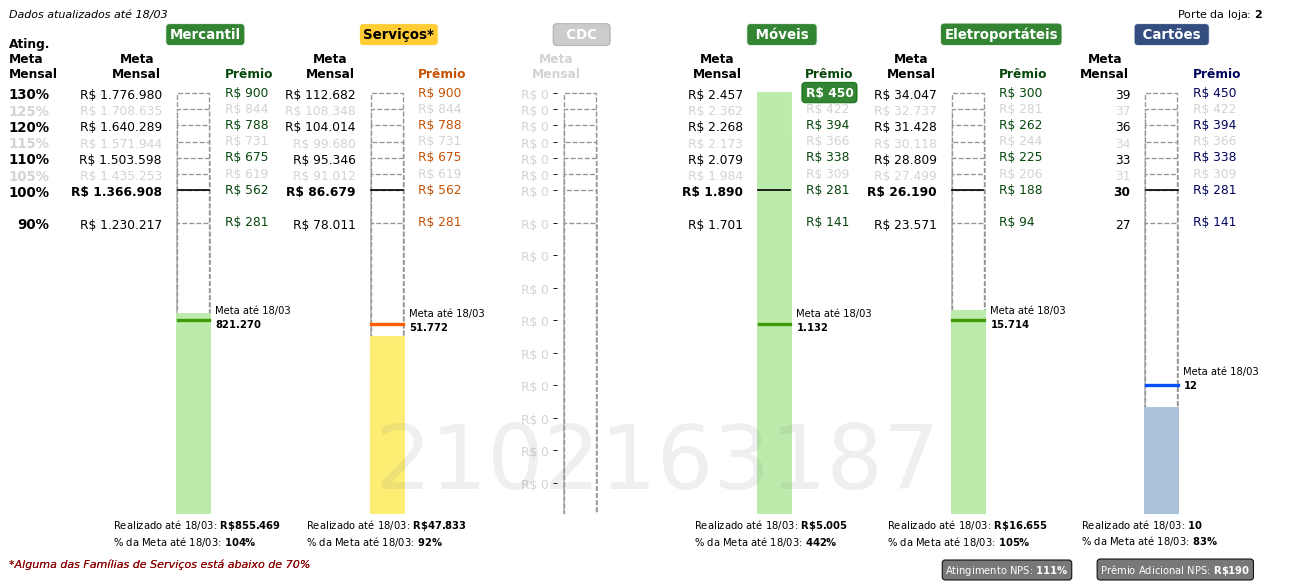 Dados atualizados até 18/03
Porte da loja: 2
Mercantil Serviços* CDC Móveis Eletroportáteis Cartões
Ating. Meta Mensal
Meta Mensal Prêmio Meta Mensal Prêmio Meta Mensal Meta Mensal Prêmio Meta Mensal Prêmio Meta Mensal Prêmio
130% R$ 1.776.980 R$ 900 R$ 112.682 R$ 900 R$ 0 R$ 2.457 R$ 450 R$ 34.047 R$ 300 39 R$ 450
125% R$ 1.708.635 R$ 844 R$ 108.348 R$ 844 R$ 0 R$ 2.362 R$ 422 R$ 32.737 R$ 281 37 R$ 422
120% R$ 1.640.289 R$ 788 R$ 104.014 R$ 788 R$ 0 R$ 2.268 R$ 394 R$ 31.428 R$ 262 36 R$ 394
115% R$ 1.571.944 R$ 731 R$ 99.680 R$ 731 R$ 0 R$ 2.173 R$ 366 R$ 30.118 R$ 244 34 R$ 366
110% R$ 1.503.598 R$ 675 R$ 95.346 R$ 675 R$ 0 R$ 2.079 R$ 338 R$ 28.809 R$ 225 33 R$ 338
105% R$ 1.435.253 R$ 619 R$ 91.012 R$ 619 R$ 0 R$ 1.984 R$ 309 R$ 27.499 R$ 206 31 R$ 309
100% R$ 1.366.908 R$ 562 R$ 86.679 R$ 562 R$ 0 R$ 1.890 R$ 281 R$ 26.190 R$ 188 30 R$ 281
90% R$ 1.230.217 R$ 281 R$ 78.011 R$ 281 R$ 0 R$ 1.701 R$ 141 R$ 23.571 R$ 94 27 R$ 141
R$ 0
R$ 0
R$ 0
R$ 0
R$ 0
R$ 0
R$ 0
R$ 0
Meta até 18/03
821.270
Meta até 18/03
51.772
Meta até 18/03
1.132
Meta até 18/03
15.714
Meta até 18/03
12
2102163187
Realizado até 18/03: R$855.469
% da Meta até 18/03: 104%
Realizado até 18/03: R$47.833
% da Meta até 18/03: 92%
Realizado até 18/03: R$5.005
% da Meta até 18/03: 442%
Realizado até 18/03: R$16.655
% da Meta até 18/03: 105%
Realizado até 18/03: 10
% da Meta até 18/03: 83%
*Alguma das Famílias de Serviços está abaixo de 70%
Atingimento NPS: 111%
Prêmio Adicional NPS: R$190